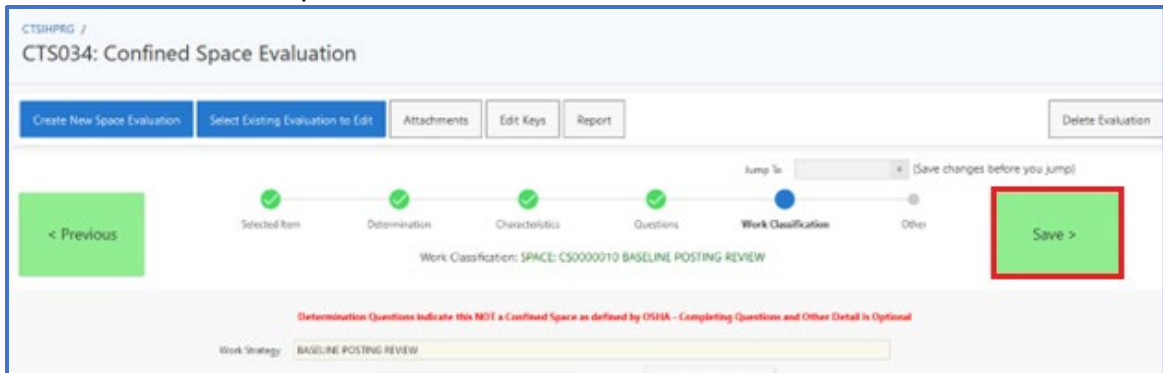 CTSIHPRG /
CTS034: Confined Space Evaluation
Create New Space Evaluation Select Existing Evaluation to Edit Attachments Edit Keys Report Delete Evaluation
Jump To (Save changes before you jump)
< Previous
Selected Item Determination Characteristics Questions Work Classification Other
Save >
Work Classification: SPACE: CS0000010 BASELINE POSTING REVIEW
Determination Questions indicate this NOT a Confined Space as defined by OSHA - Completing Questions and Other Detail Is Optional
Work Strategy BASELINE POSTING REVIEW